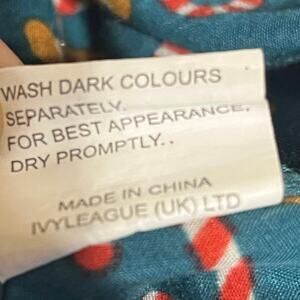 WASH DARK COLOURS
SEPARATELY.
FOR BEST APPEARANCE,
DRY PROMPTLY..
MADE IN CHINA
IVYLEAGUE (UK) LTD